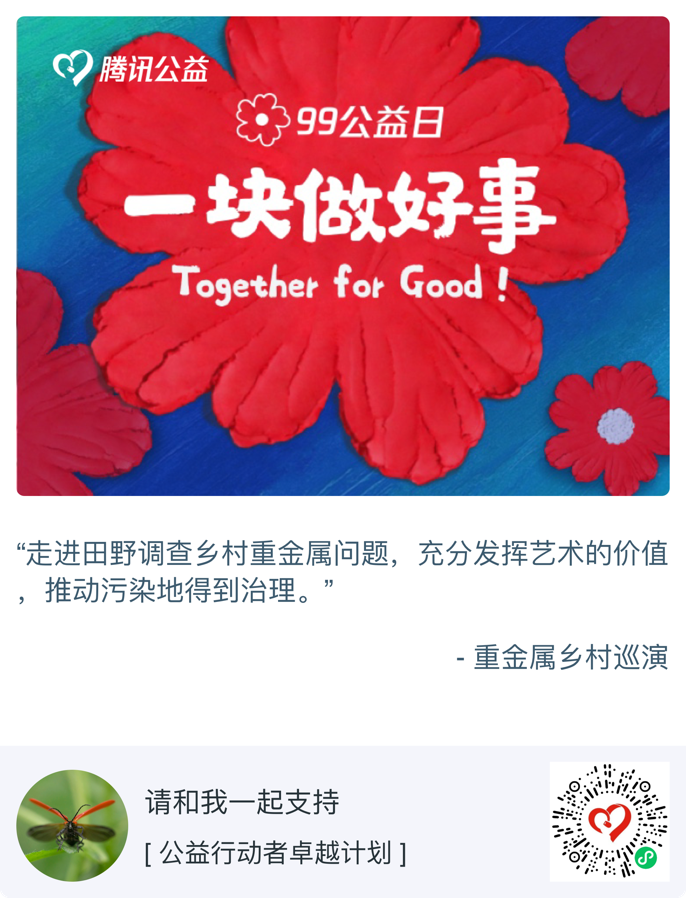 腾讯公益
99公益日
一块做好事
Together for Good!
“走进田野调查乡村重金属问题，充分发挥艺术的价值
，推动污染地得到治理。”
- 重金属乡村巡演
请和我一起支持
[ 公益行动者卓越计划 ]